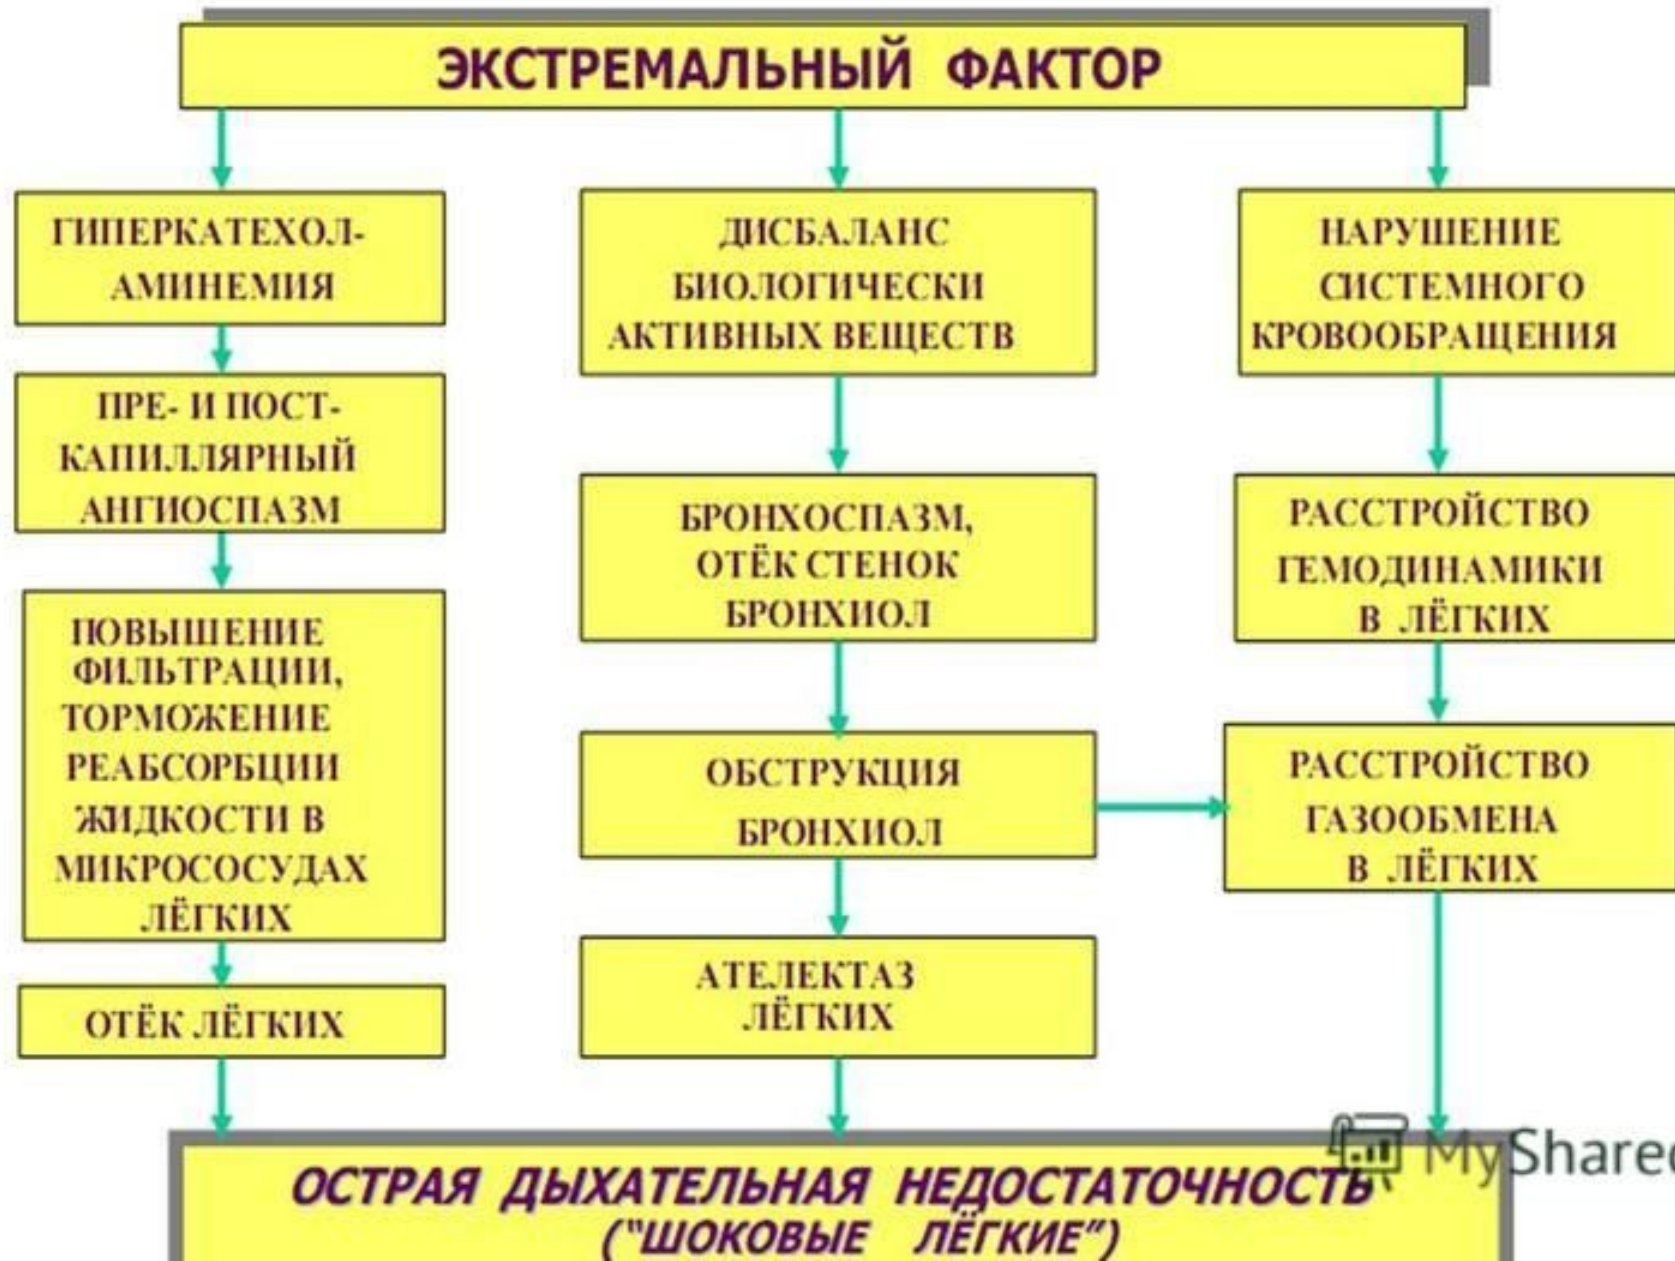 ЭКСТРЕМАЛЬНЫЙ ФАКТОР
ГИПЕРКАТЕХОЛ-
АМИНЕМИЯ
ПРЕ- И ПОСТ-
КАПИЛЛЯРНЫЙ
АНГИОСПАЗМ
ПОВЫШЕНИЕ
ФИЛЬТРАЦИИ,
ТОРМОЖЕНИЕ
РЕАБСОРБЦИИ
ЖИДКОСТИ В
МИКРОСОСУДАХ
ЛЁГКИХ
ОТЁК ЛЁГКИХ
ДИСБАЛАНС
БИОЛОГИЧЕСКИ
АКТИВНЫХ ВЕЩЕСТВ
БРОНХОСПАЗМ,
ОТЁК СТЕНОК
БРОНХИОЛ
ОБСТРУКЦИЯ
БРОНХИОЛ
АТЕЛЕКТАЗ
ЛЁГКИХ
НАРУШЕНИЕ
СИСТЕМНОГО
КРОВООБРАЩЕНИЯ
РАССТРОЙСТВО
ГЕМОДИНАМИКИ
В ЛЁГКИХ
РАССТРОЙСТВО
ГАЗООБМЕНА
В ЛЁГКИХ
MyShared
ОСТРАЯ ДЫХАТЕЛЬНАЯ НЕДОСТАТОЧНОСТЬ
("ШОКОВЫЕ ЛЁГКИЕ")